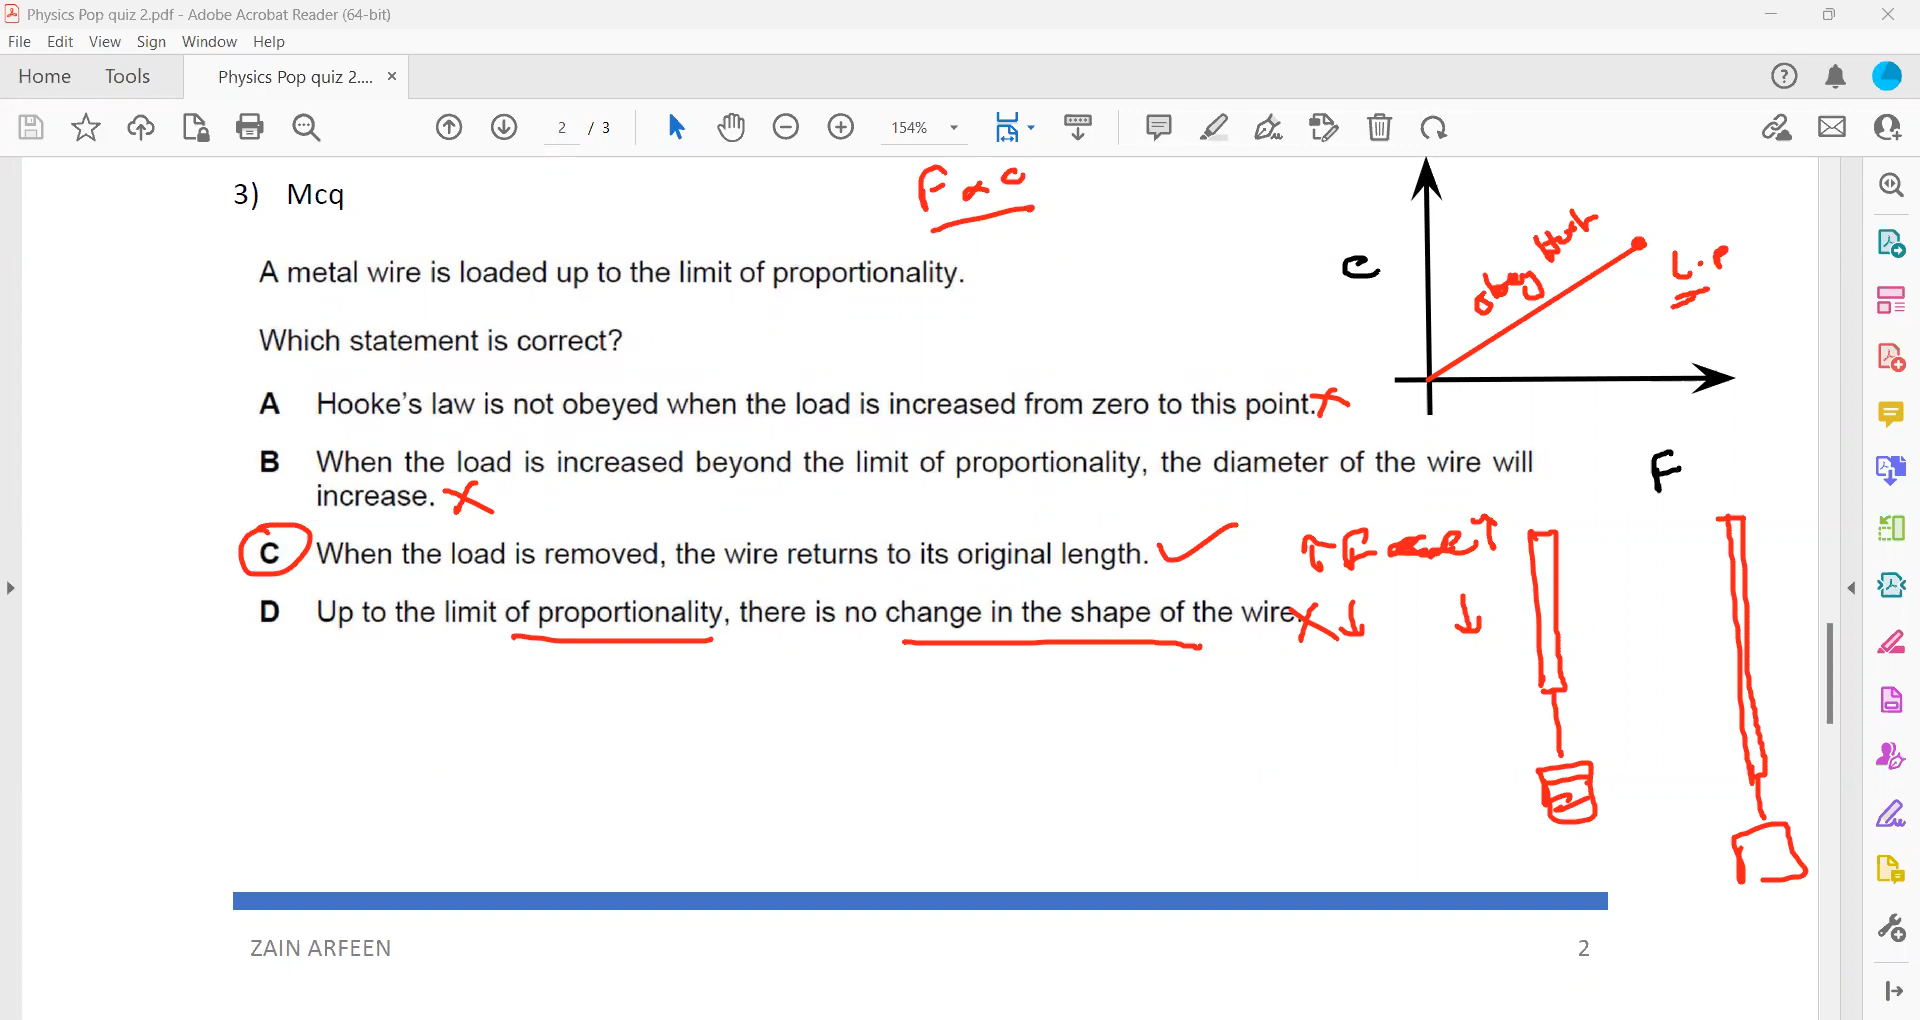 Physics Pop quiz 2.pdf - Adobe Acrobat Reader (64-bit)
File Edit View Sign Window Help
Home Tools Physics Pop quiz 2....
2 / 3 154%
3) Mcq
F ∝ e
A metal wire is loaded up to the limit of proportionality.
Which statement is correct?
A Hooke's law is not obeyed when the load is increased from zero to this point.
B When the load is increased beyond the limit of proportionality, the diameter of the wire will
increase.
C When the load is removed, the wire returns to its original length.
D Up to the limit of proportionality, there is no change in the shape of the wire.
e
obey
L.P
F
↑F e↑
↓ ↓
ZAIN ARFEEN 2